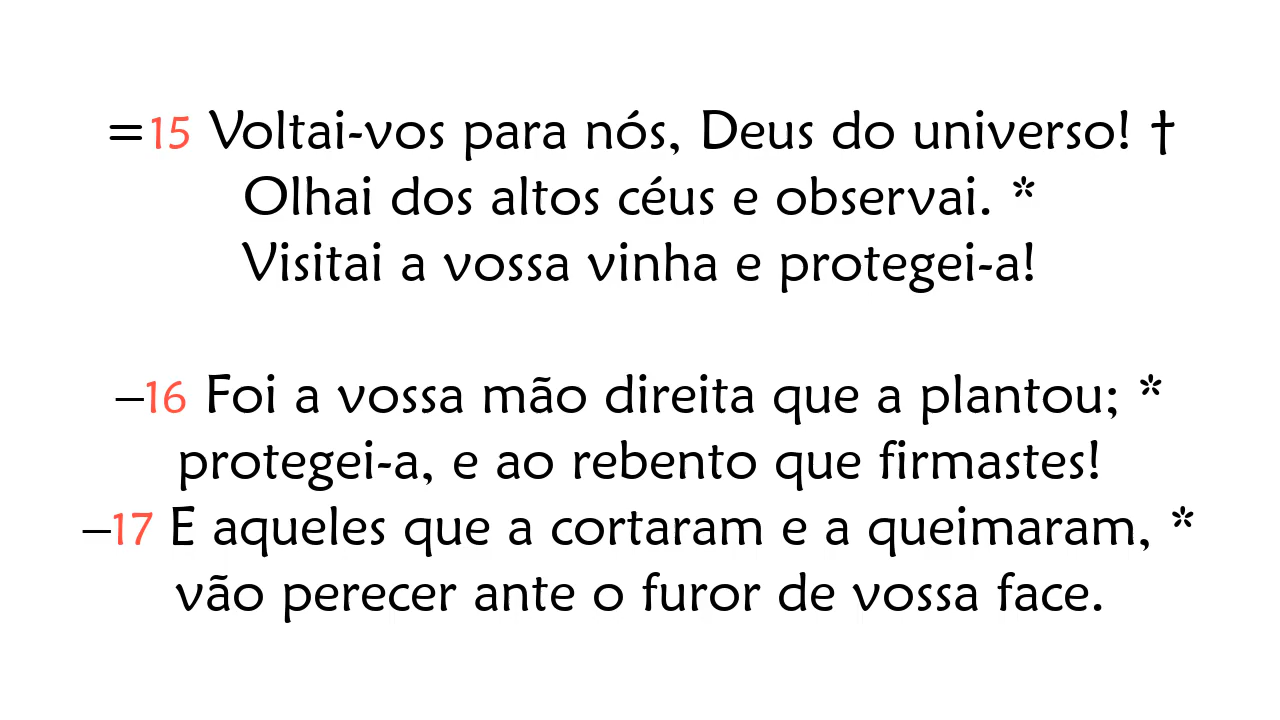 =15 Voltai-vos para nós, Deus do universo! †
Olhai dos altos céus e observai. *
Visitai a vossa vinha e protegei-a!
–16 Foi a vossa mão direita que a plantou; *
protegei-a, e ao rebento que firmastes!
–17 E aqueles que a cortaram e a queimaram, *
vão perecer ante o furor de vossa face.